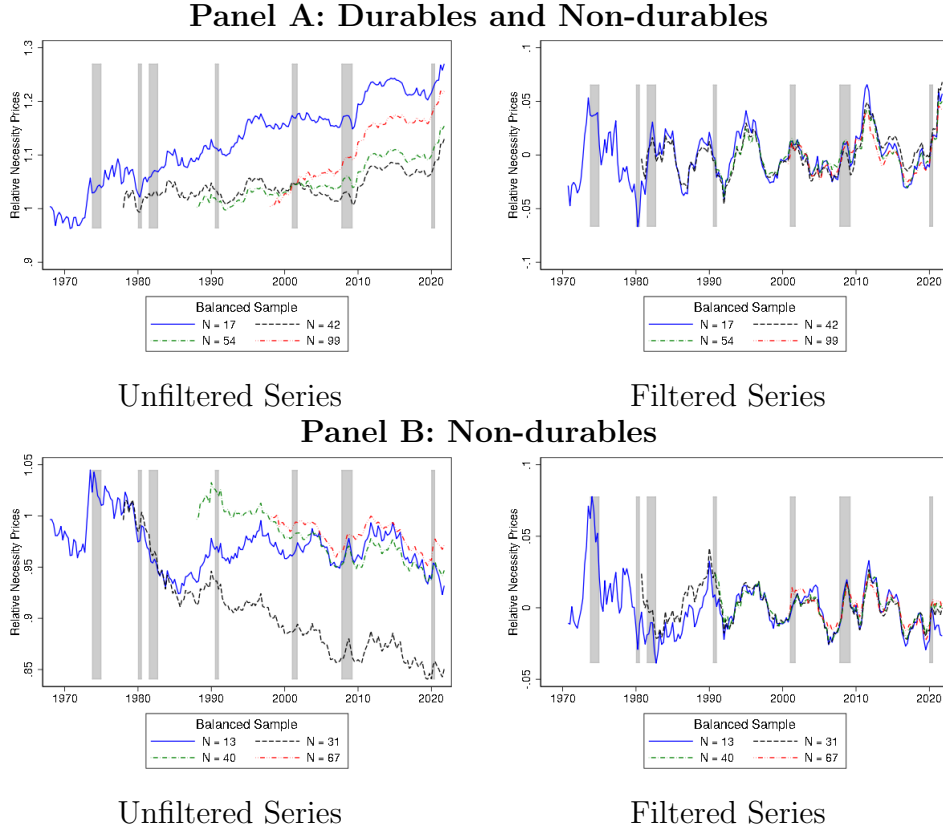 Panel A: Durables and Non-durables
Relative Necessity Prices
1.3
1.2
1.1
1
.9
1970 1980 1990 2000 2010 2020
Balanced Sample
N = 17 N = 42
N = 54 N = 99
Unfiltered Series
Relative Necessity Prices
.1
.05
0
-.05
-.1
1970 1980 1990 2000 2010 2020
Balanced Sample
N = 17 N = 42
N = 54 N = 99
Filtered Series
Panel B: Non-durables
Relative Necessity Prices
1.05
1
.95
.9
.85
1970 1980 1990 2000 2010 2020
Balanced Sample
N = 13 N = 31
N = 40 N = 67
Unfiltered Series
Relative Necessity Prices
.1
.05
0
-.05
1970 1980 1990 2000 2010 2020
Balanced Sample
N = 13 N = 31
N = 40 N = 67
Filtered Series